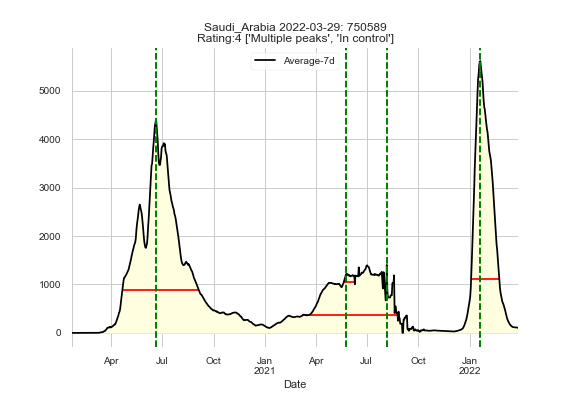 Saudi_Arabia 2022-03-29: 750589
Rating:4 ['Multiple peaks', 'In control']
Average-7d
5000
4000
3000
2000
1000
0
Apr Jul Oct Jan Apr Jul Oct Jan
2021 2022
Date